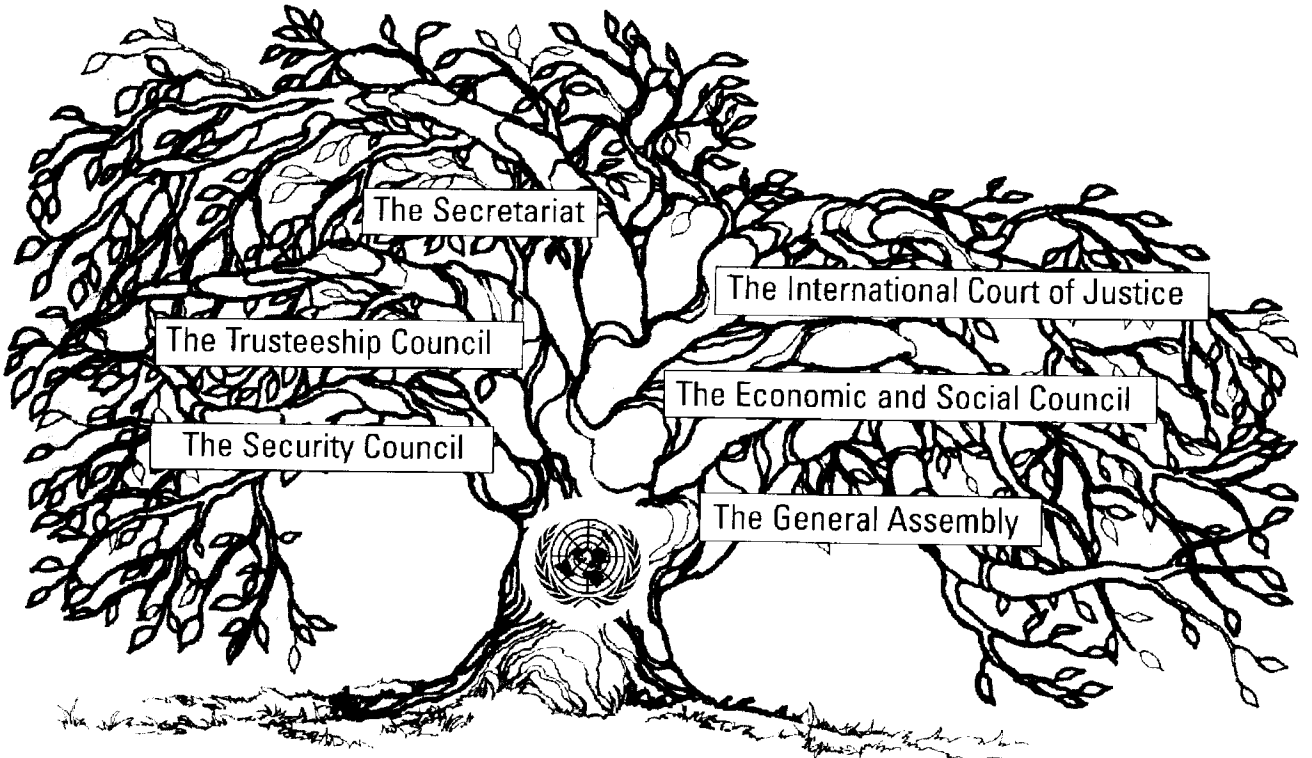 The Secretariat
The International Court of Justice
The Trusteeship Council
The Economic and Social Council
The Security Council
The General Assembly